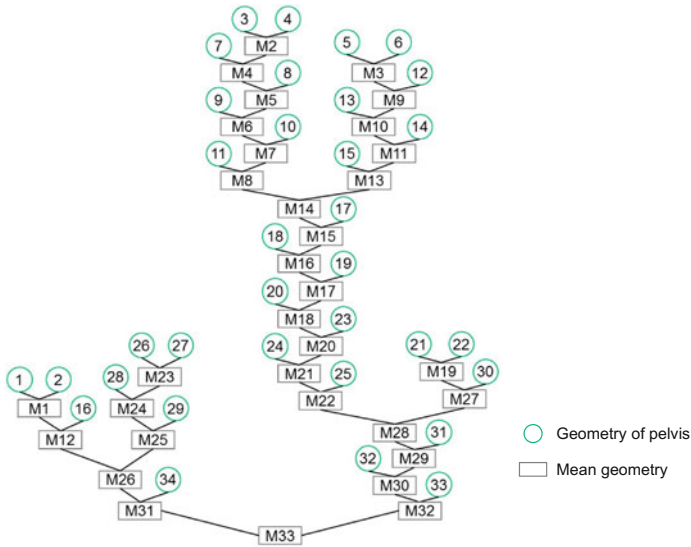 3 4
7 M2 5 6
M4 8 M3 12
9 M5 13 M9
M6 10 M10 14
11 M7 15 M11
M8 M13
M14 17
18 M15
M16 19
20 M17
M18 23
26 27 24 M20 21 22
28 M23 M21 25 M19 30
1 2 M22 M27
M1 16 M24 29
M12 M25 M28 31 Geometry of pelvis
32 M29
M26 34 M30 33 Mean geometry
M31 M32
M33